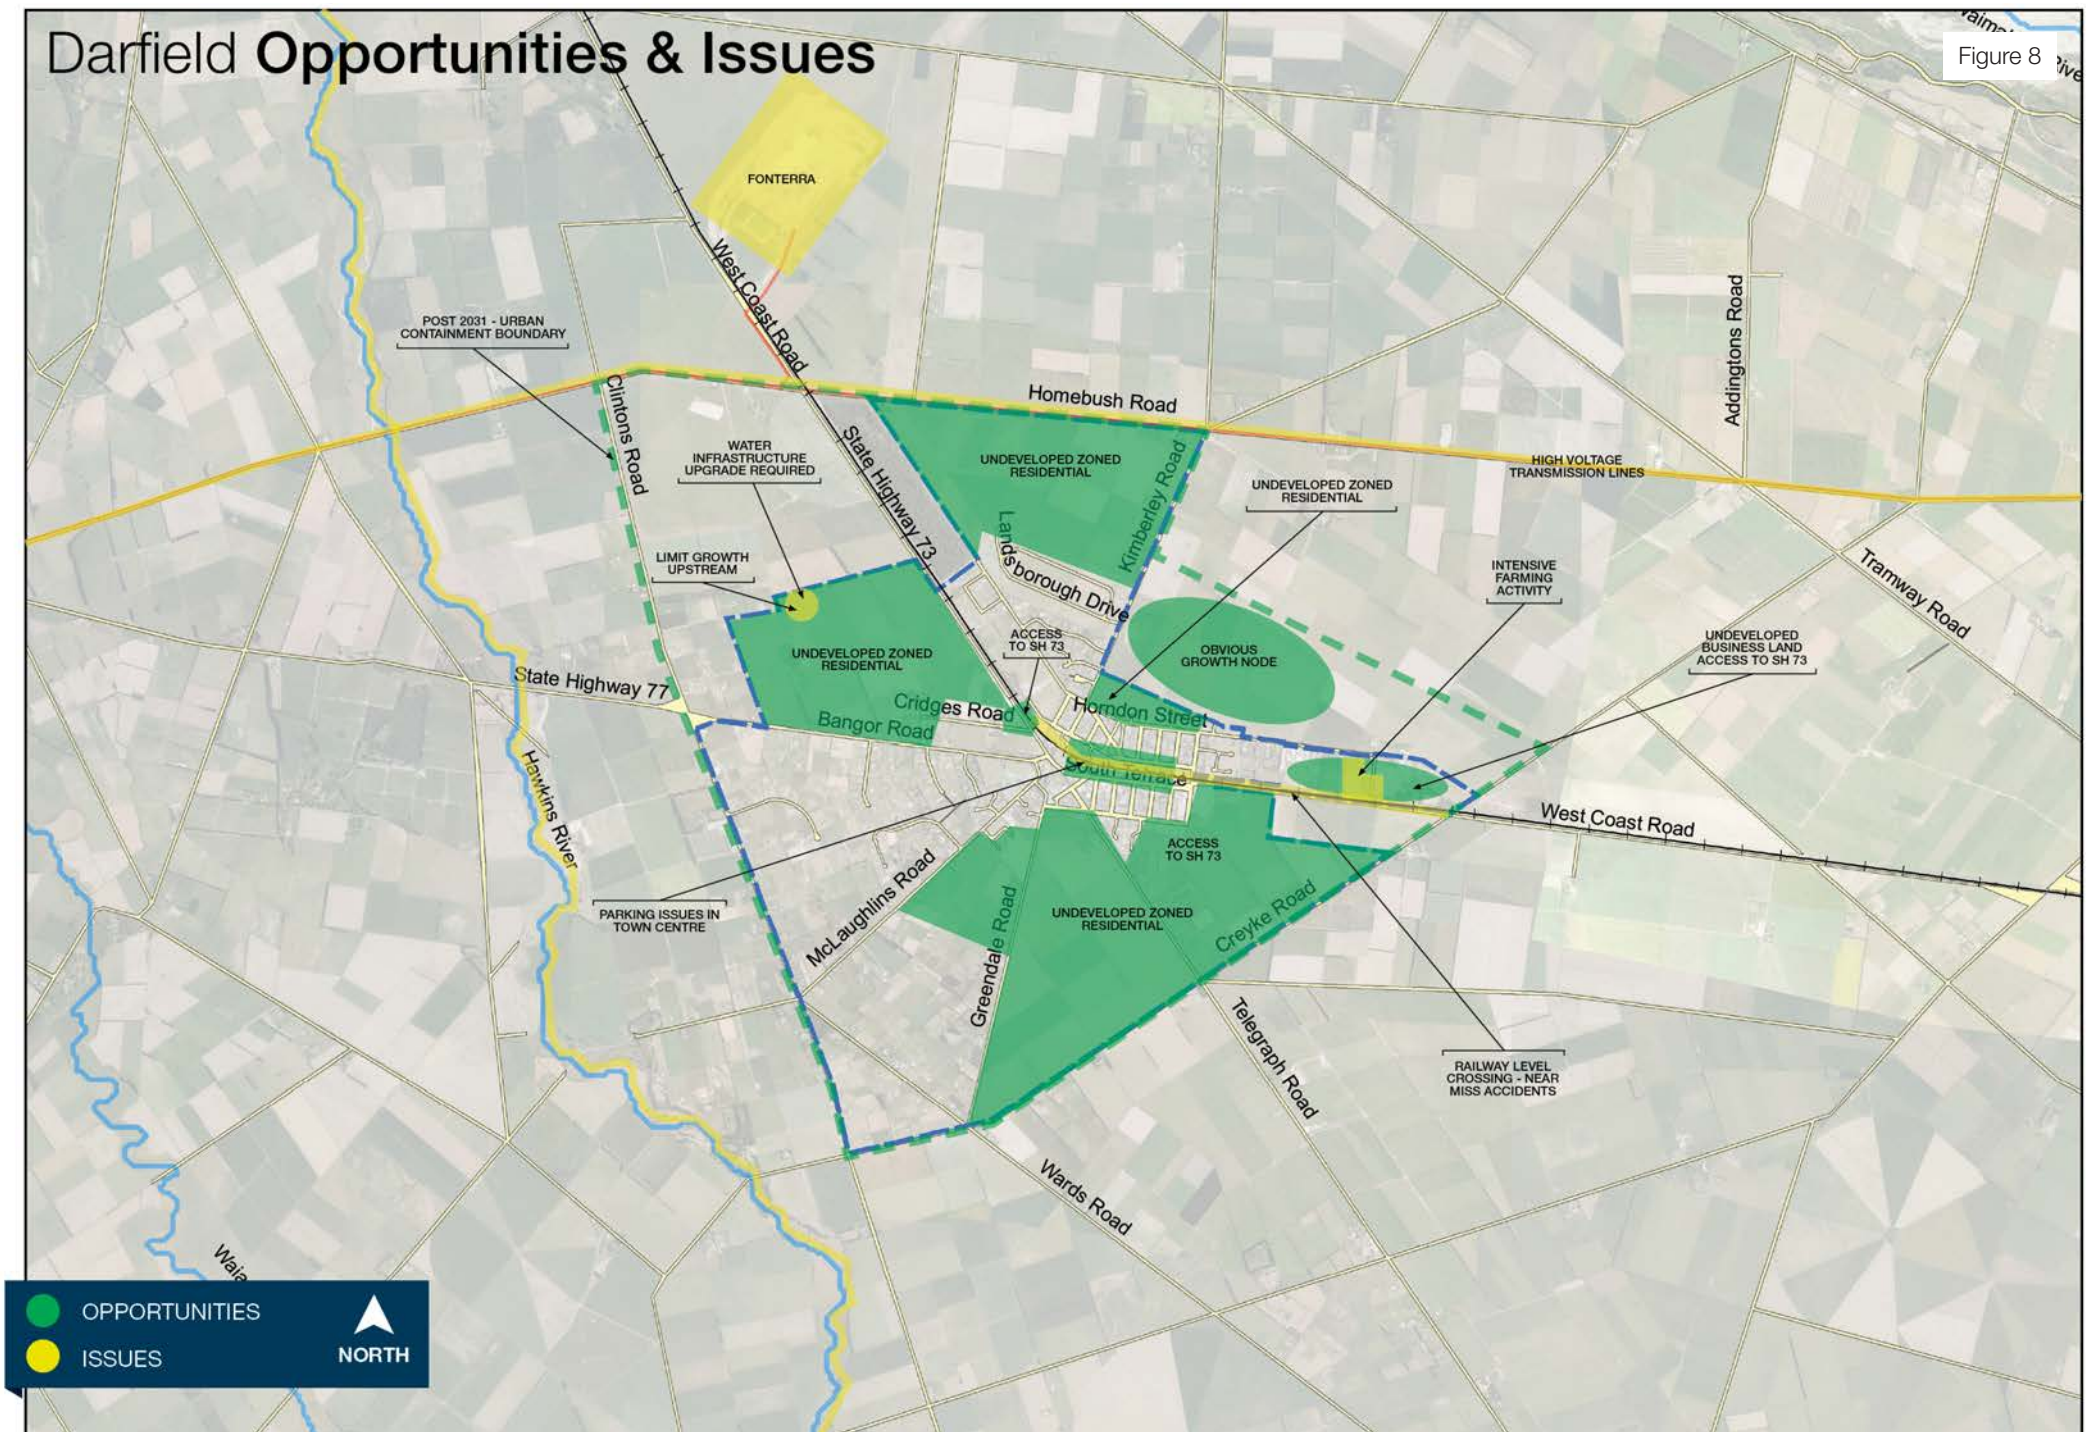 Darfield Opportunities & Issues
Figure 8
FONTERRA
West Coast Road
POST 2031 - URBAN
CONTAINMENT BOUNDARY
Addingtons Road
Clintons Road
Homebush Road
State Highway 73
WATER
INFRASTRUCTURE
UPGRADE REQUIRED
UNDEVELOPED ZONED
RESIDENTIAL
Kimberley Road
HIGH VOLTAGE
TRANSMISSION LINES
UNDEVELOPED ZONED
RESIDENTIAL
Landsborough Drive
LIMIT GROWTH
UPSTREAM
INTENSIVE
FARMING
ACTIVITY
Tramway Road
ACCESS
TO SH 73
UNDEVELOPED ZONED
RESIDENTIAL
OBVIOUS
GROWTH NODE
UNDEVELOPED
BUSINESS LAND
ACCESS TO SH 73
State Highway 77
Cridges Road
Horndon Street
Bangor Road
South Terrace
Hawkins River
West Coast Road
ACCESS
TO SH 73
McLaughlins Road
PARKING ISSUES IN
TOWN CENTRE
Greendale Road
UNDEVELOPED ZONED
RESIDENTIAL
Creyke Road
Telegraph Road
RAILWAY LEVEL
CROSSING - NEAR
MISS ACCIDENTS
Wards Road
OPPORTUNITIES
ISSUES
NORTH